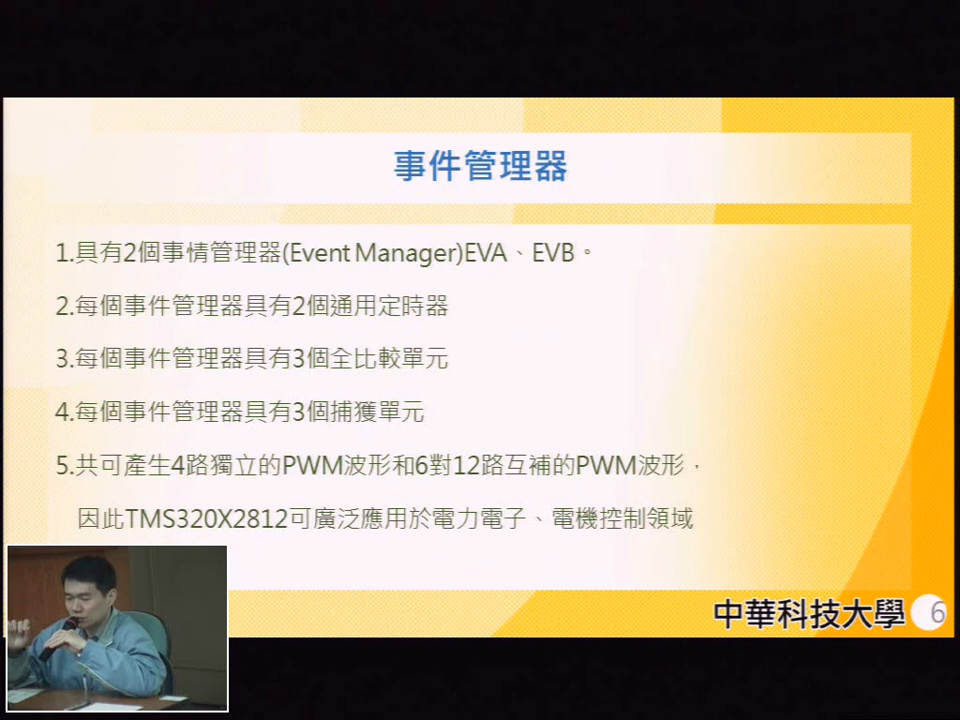 事件管理器
1.具有2個事情管理器(Event Manager)EVA、EVB。
2.每個事件管理器具有2個通用定時器
3.每個事件管理器具有3個全比較單元
4.每個事件管理器具有3個捕獲單元
5.共可產生4路獨立的PWM波形和6對12路互補的PWM波形，
因此TMS320X2812可廣泛應用於電力電子、電機控制領域
中華科技大學 6